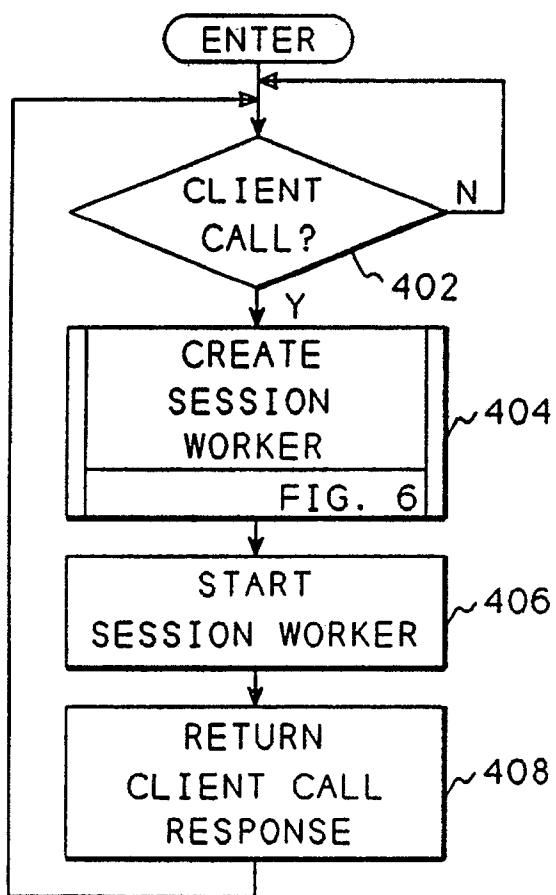 ENTER
CLIENT
CALL?
N
402
Y
CREATE
SESSION
WORKER
404
FIG. 6
START
SESSION WORKER
406
RETURN
CLIENT CALL
RESPONSE
408